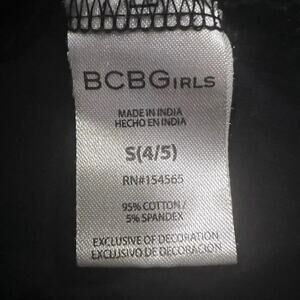 BCBGIRLS
MADE IN INDIA
HECHO EN INDIA
S(4/5)
RN#154565
95% COTTON/
5% SPANDEX
EXCLUSIVE OF DECORATION
EXCLUSIVO DE DECORACIÓN